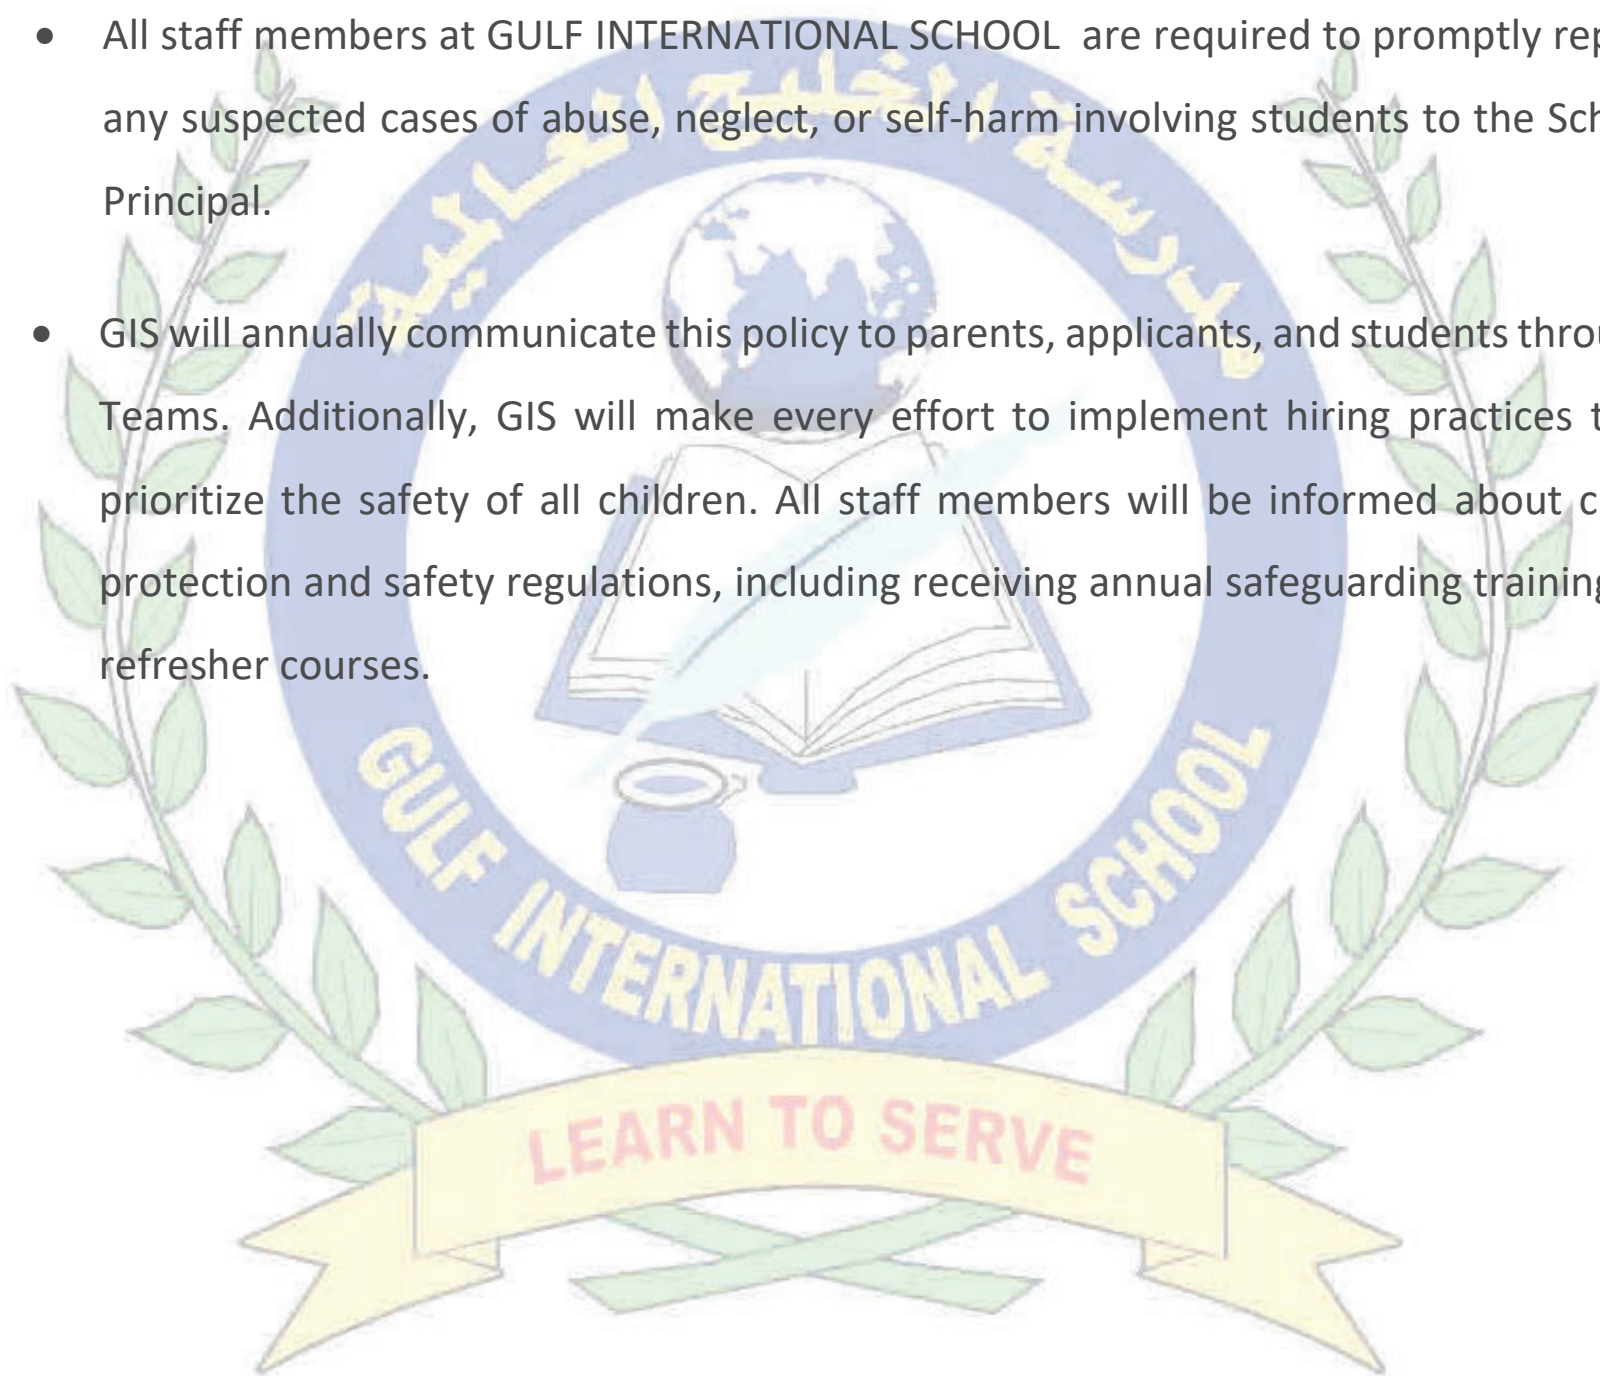 • All staff members at GULF INTERNATIONAL SCHOOL are required to promptly rep
any suspected cases of abuse, neglect, or self-harm involving students to the Sch
Principal.
• GIS will annually communicate this policy to parents, applicants, and students throu
Teams. Additionally, GIS will make every effort to implement hiring practices t
prioritize the safety of all children. All staff members will be informed about c
protection and safety regulations, including receiving annual safeguarding training
refresher courses.
مدرسة الخليج العالمية
GULF INTERNATIONAL SCHOOL
LEARN TO SERVE